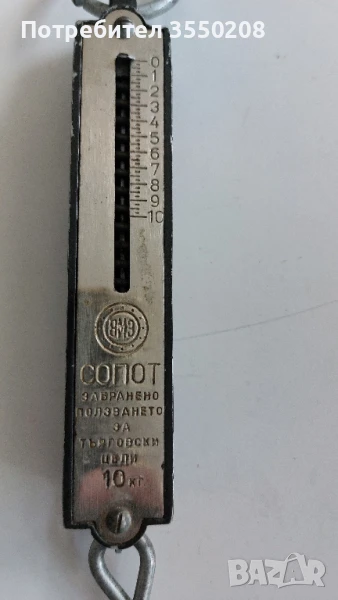 Потребител 3550208
0
1
2
3
4
5
6
7
8
9
10
СОПОТ
ЗАБРАНЕНО
ПОЛЗВАНЕТО
ЗА
ТЪРГОВСКИ
ЦЕЛИ
10 КГ.
BAZAR